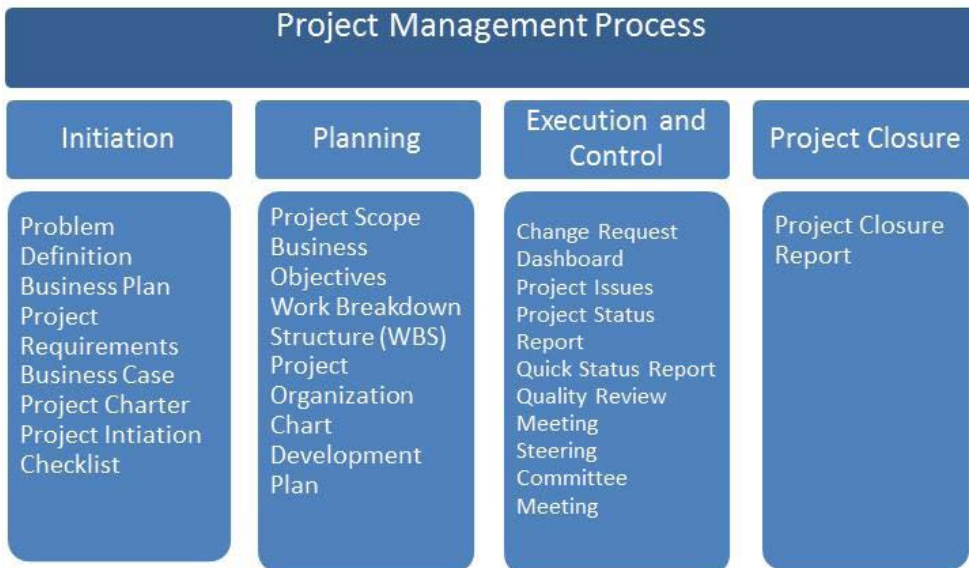 Project Management Process
Initiation
Problem
Definition
Business Plan
Project
Requirements
Business Case
Project Charter
Project Intiation
Checklist
Planning
Project Scope
Business
Objectives
Work Breakdown
Structure (WBS)
Project
Organization
Chart
Development
Plan
Execution and
Control
Change Request
Dashboard
Project Issues
Project Status
Report
Quick Status Report
Quality Review
Meeting
Steering
Committee
Meeting
Project Closure
Project Closure
Report